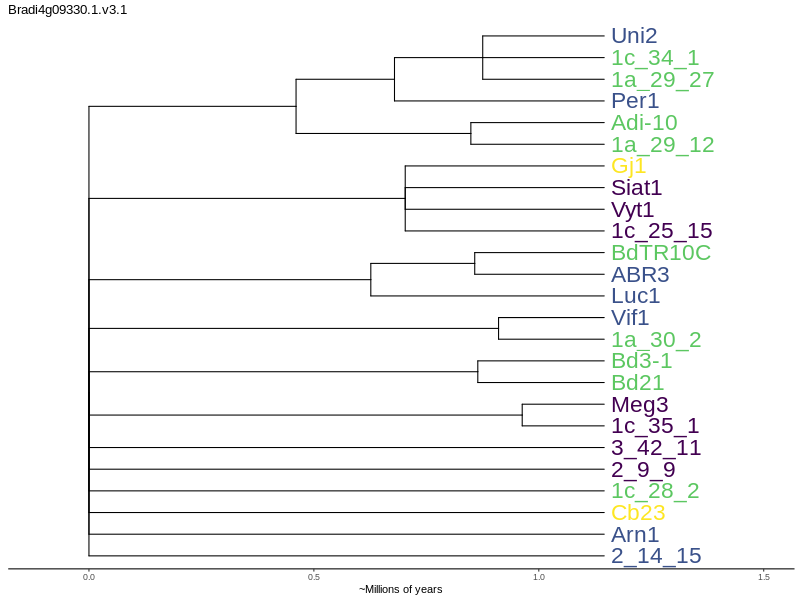 Bradi4g09330.1.v3.1
Uni2
1c_34_1
1a_29_27
Per1
Adi-10
1a_29_12
Gj1
Siat1
Vyt1
1c_25_15
BdTR10C
ABR3
Luc1
Vif1
1a_30_2
Bd3-1
Bd21
Meg3
1c_35_1
3_42_11
2_9_9
1c_28_2
Cb23
Arn1
2_14_15
0.0 0.5 1.0 1.5
~Millions of years